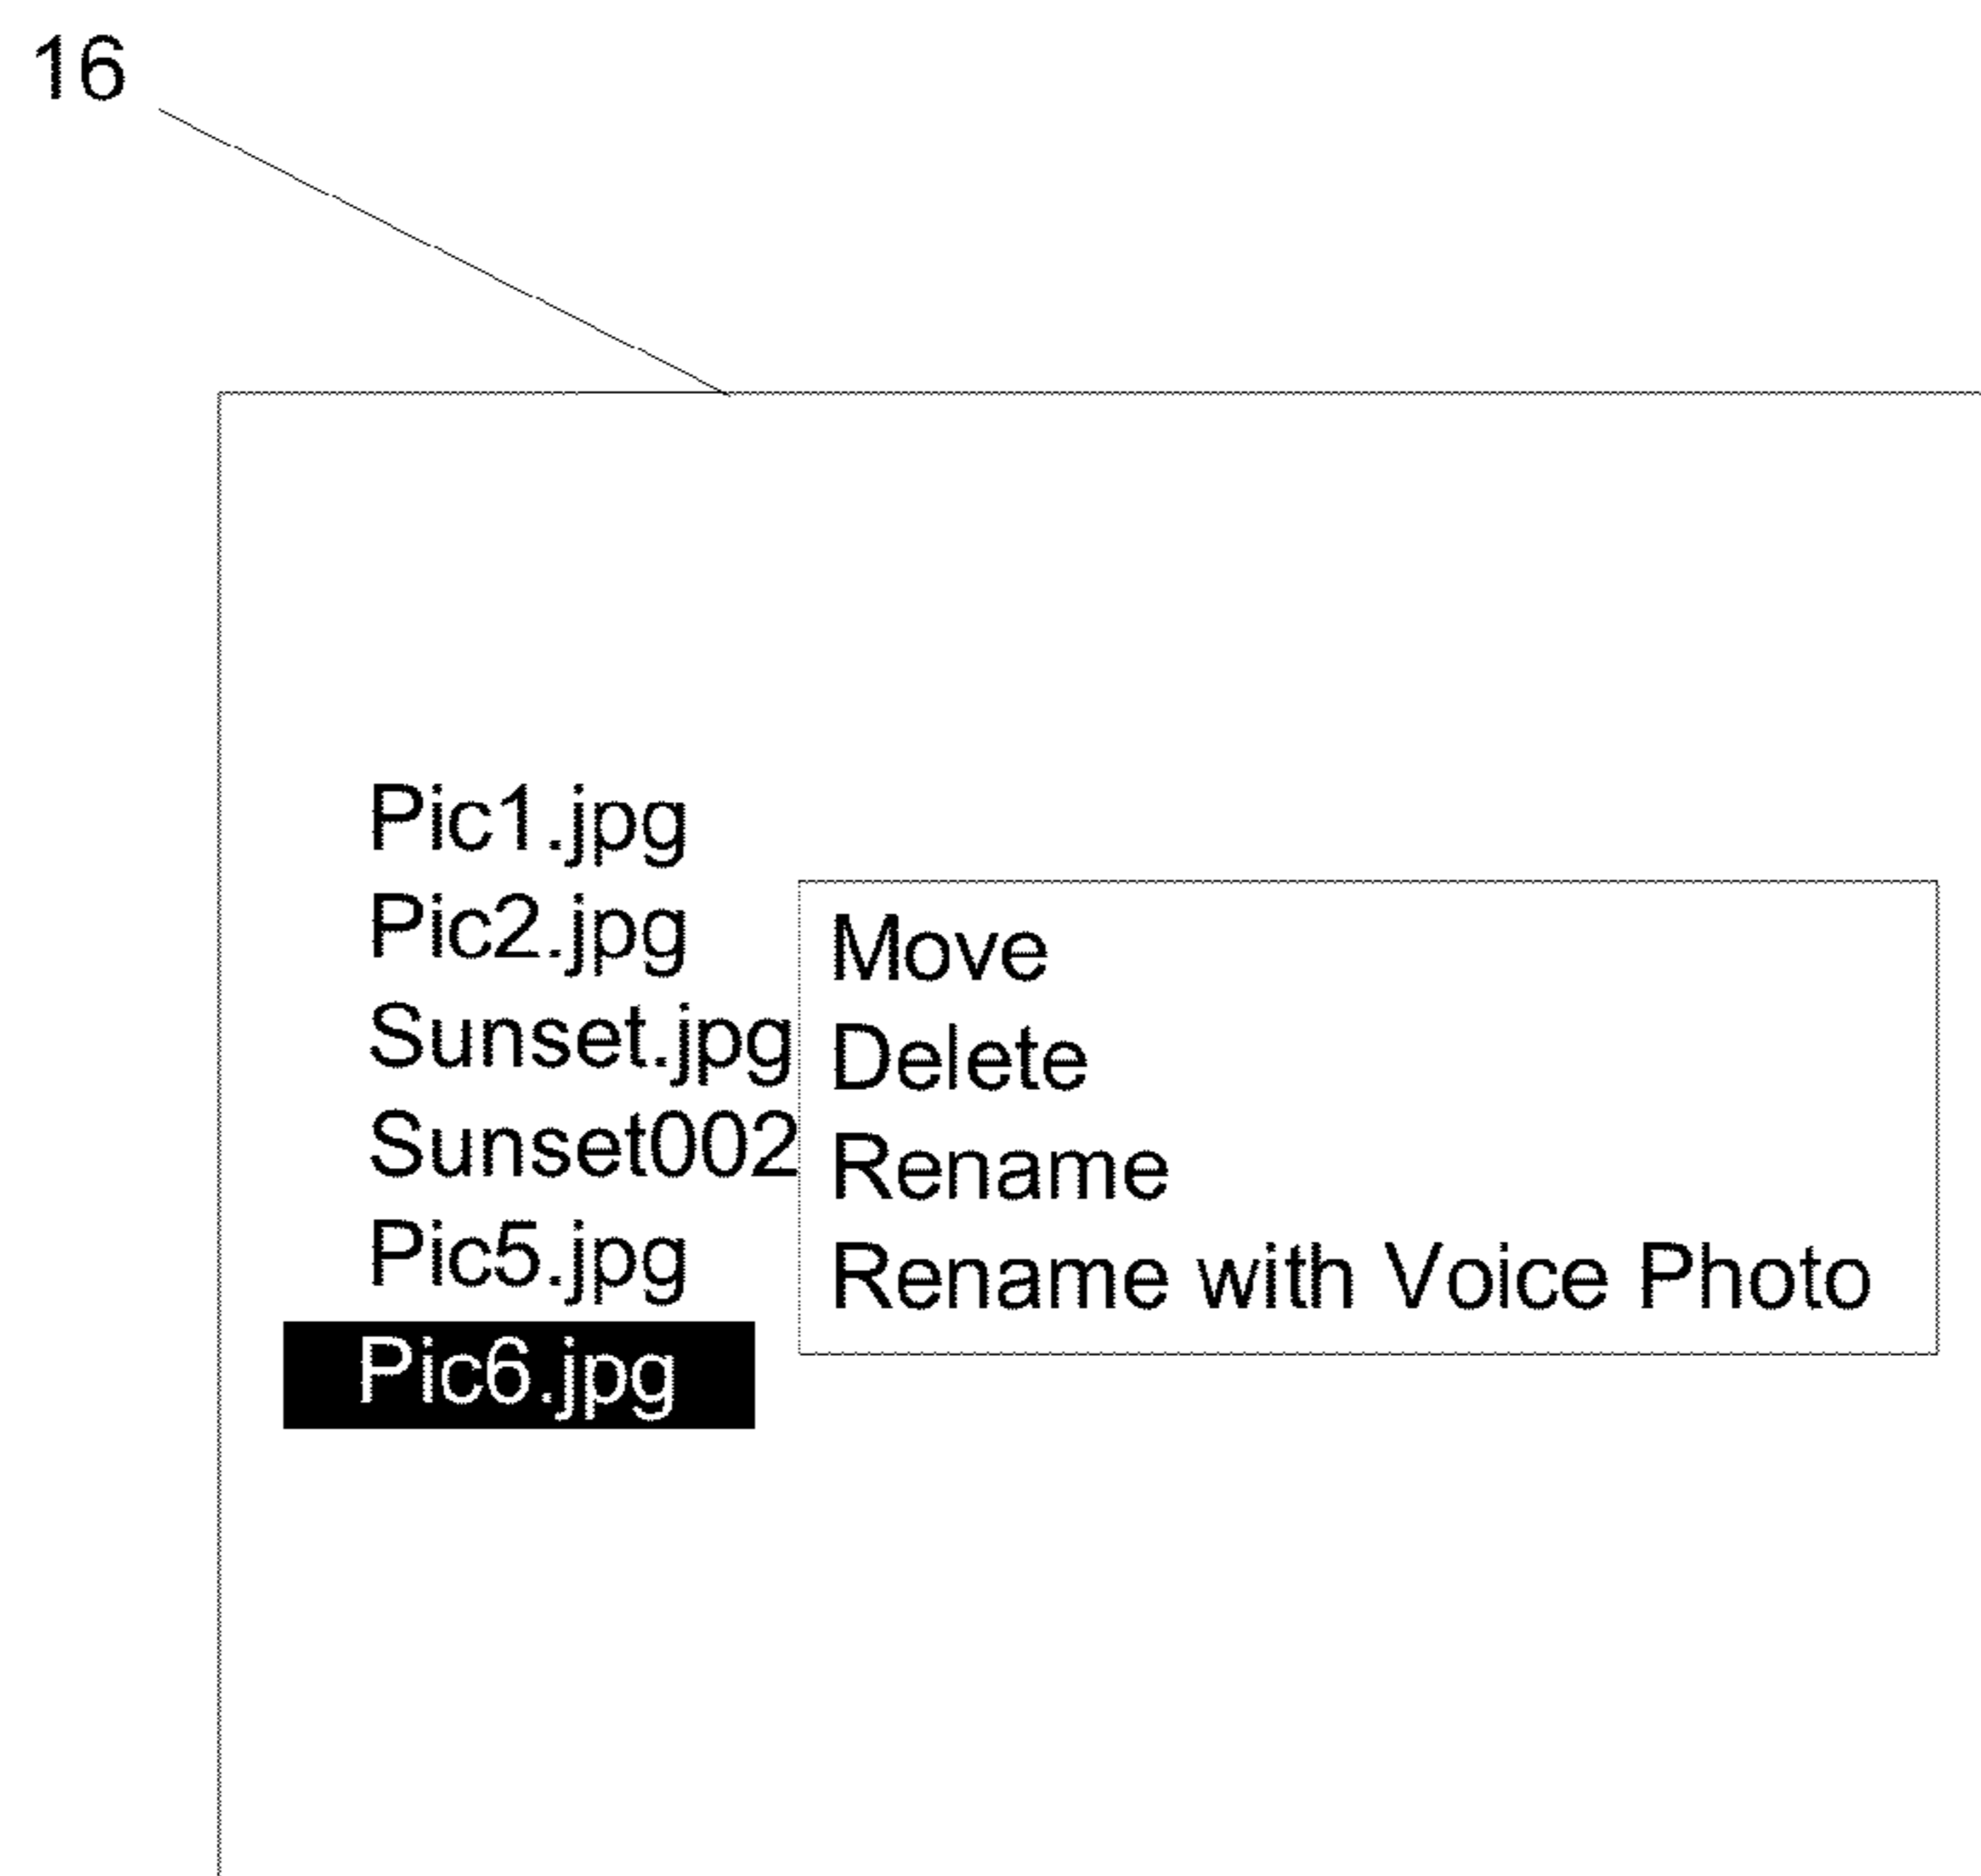 16
Pic1.jpg
Pic2.jpg
Sunset.jpg
Sunset002
Pic5.jpg
Pic6.jpg
Move
Delete
Rename
Rename with Voice Photo